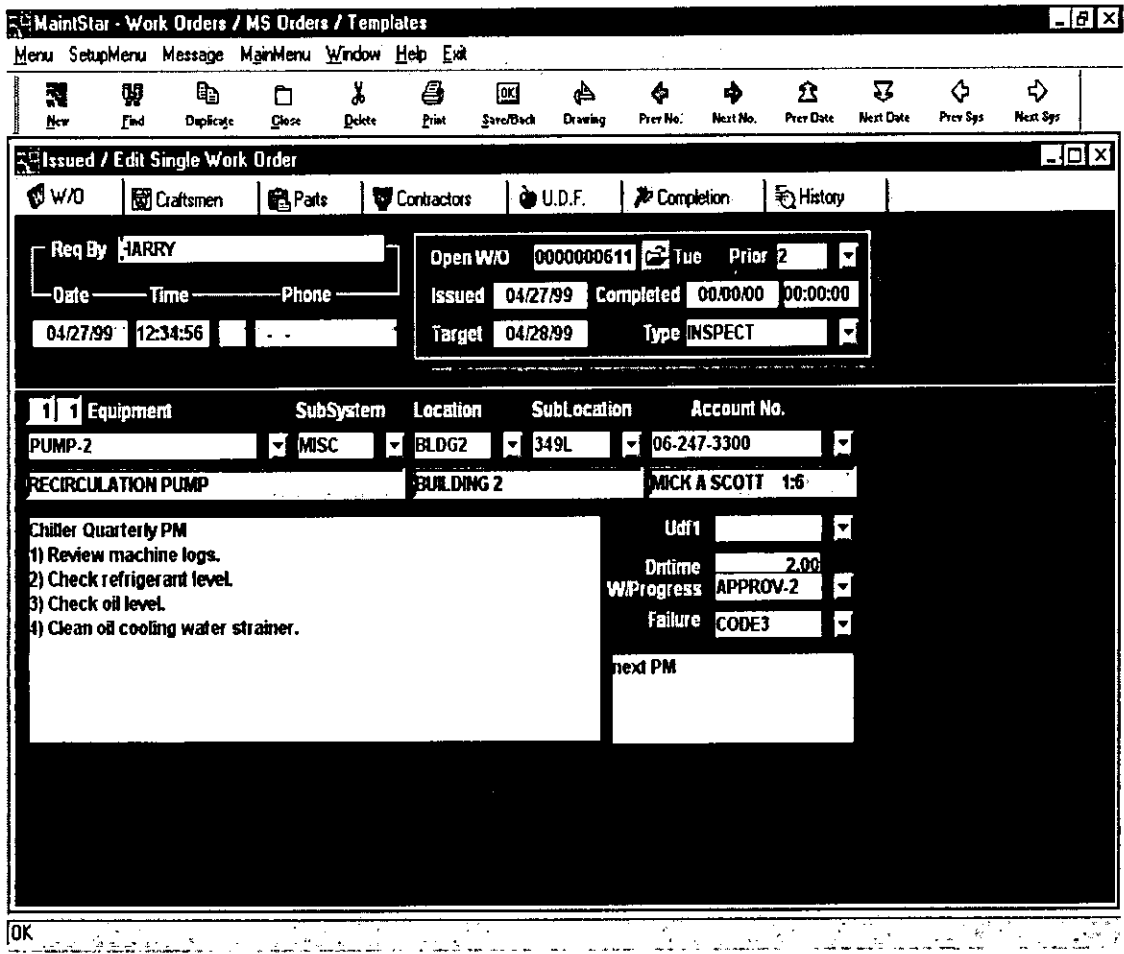 MaintStar - Work Orders / MS Orders / Templates
Menu SetupMenu Message MainMenu Window Help Exit
New Find Duplicate Close Delete Print Save/Back Drawing Prev No. Next No. Prev Date Next Date Prev Sys Next Sys
Issued / Edit Single Work Order
W/O Craftsmen Parts Contractors U.D.F. Completion History
Req By HARRY
Open W/O 0000000611 Tue Prior 2
Date Time Phone
Issued 04/27/99 Completed 00/00/00 00:00:00
04/27/99 12:34:56 - -
Target 04/28/99 Type INSPECT
1 1 Equipment SubSystem Location SubLocation Account No.
PUMP-2 MISC BLDG2 349L 06-247-3300
RECIRCULATION PUMP BUILDING 2 MICK A SCOTT 1:6
Chiller Quarterly PM
1) Review machine logs.
2) Check refrigerant level.
3) Check oil level.
4) Clean oil cooling water strainer.
Udf1
Dntime 2.00
W/Progress APPROV-2
Failure CODE3
next PM
OK